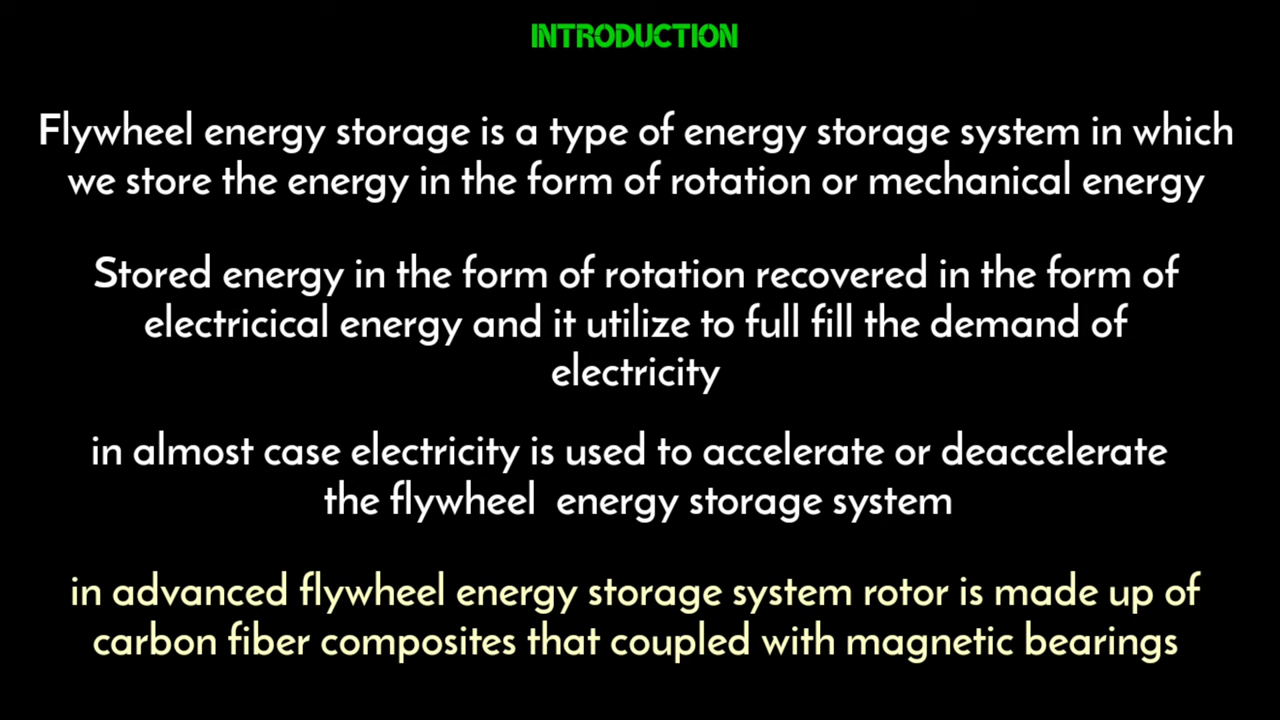 INTRODUCTION
Flywheel energy storage is a type of energy storage system in which
we store the energy in the form of rotation or mechanical energy
Stored energy in the form of rotation recovered in the form of
electricical energy and it utilize to full fill the demand of
electricity
in almost case electricity is used to accelerate or deaccelerate
the flywheel  energy storage system
in advanced flywheel energy storage system rotor is made up of
carbon fiber composites that coupled with magnetic bearings